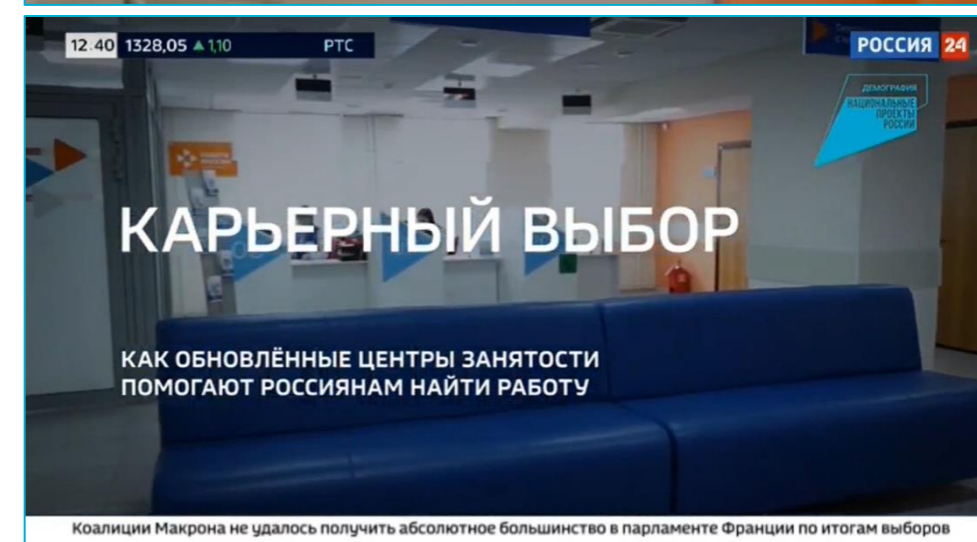 12:40 1328,05 ▲ 1,10 РТС
РОССИЯ 24
ДЕМОГРАФИЯ
НАЦИОНАЛЬНЫЕ
ПРОЕКТЫ
РОССИИ
КАРЬЕРНЫЙ ВЫБОР
КАК ОБНОВЛЁННЫЕ ЦЕНТРЫ ЗАНЯТОСТИ
ПОМОГАЮТ РОССИЯНАМ НАЙТИ РАБОТУ
Коалиции Макрона не удалось получить абсолютное большинство в парламенте Франции по итогам выборов